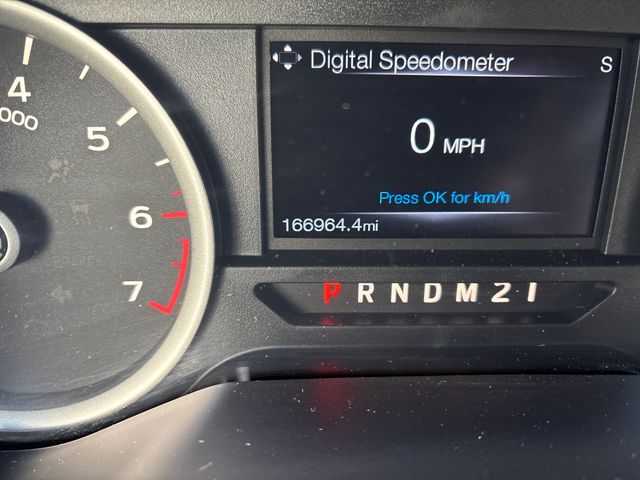 Digital Speedometer S
0 MPH
Press OK for km/h
166964.4mi
P R N D M 2 1
4
000
5
6
7